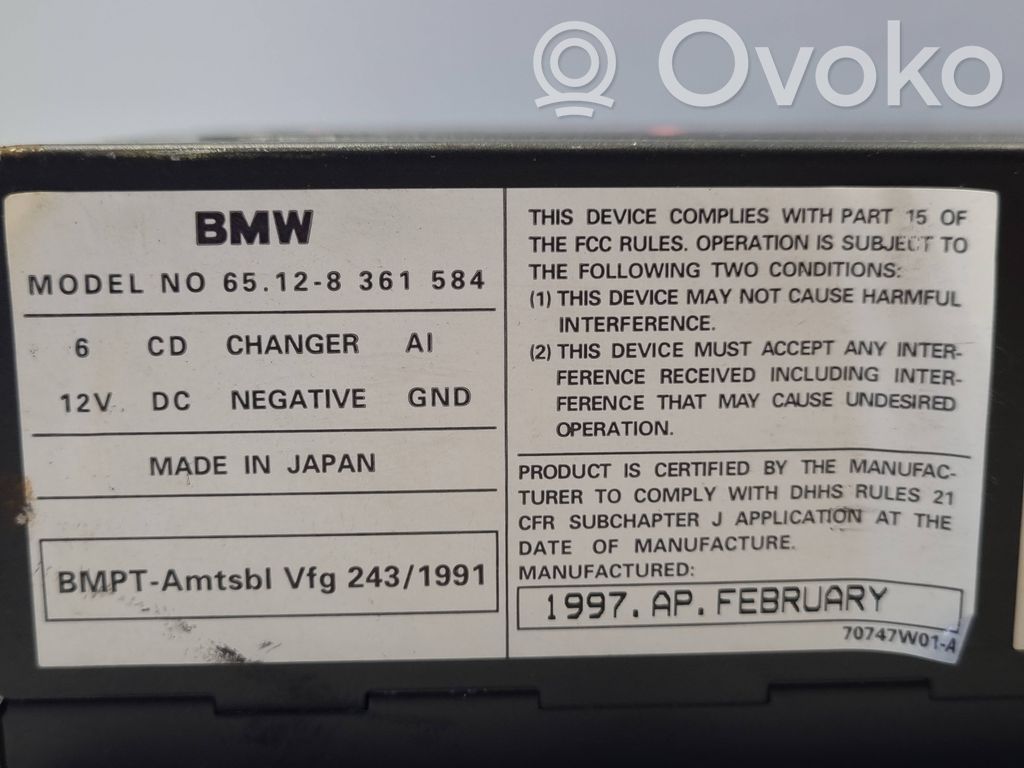 Ovoko
BMW
MODEL NO 65.12-8 361 584
6 CD CHANGER AI
12V DC NEGATIVE GND
MADE IN JAPAN
BMPT-Amtsbl Vfg 243/1991
THIS DEVICE COMPLIES WITH PART 15 OF
THE FCC RULES. OPERATION IS SUBJECT TO
THE FOLLOWING TWO CONDITIONS:
(1) THIS DEVICE MAY NOT CAUSE HARMFUL
INTERFERENCE.
(2) THIS DEVICE MUST ACCEPT ANY INTER-
FERENCE RECEIVED INCLUDING INTER-
FERENCE THAT MAY CAUSE UNDESIRED
OPERATION.
PRODUCT IS CERTIFIED BY THE MANUFAC-
TURER TO COMPLY WITH DHHS RULES 21
CFR SUBCHAPTER J APPLICATION AT THE
DATE OF MANUFACTURE.
MANUFACTURED:
1997. AP. FEBRUARY
70747W01-A